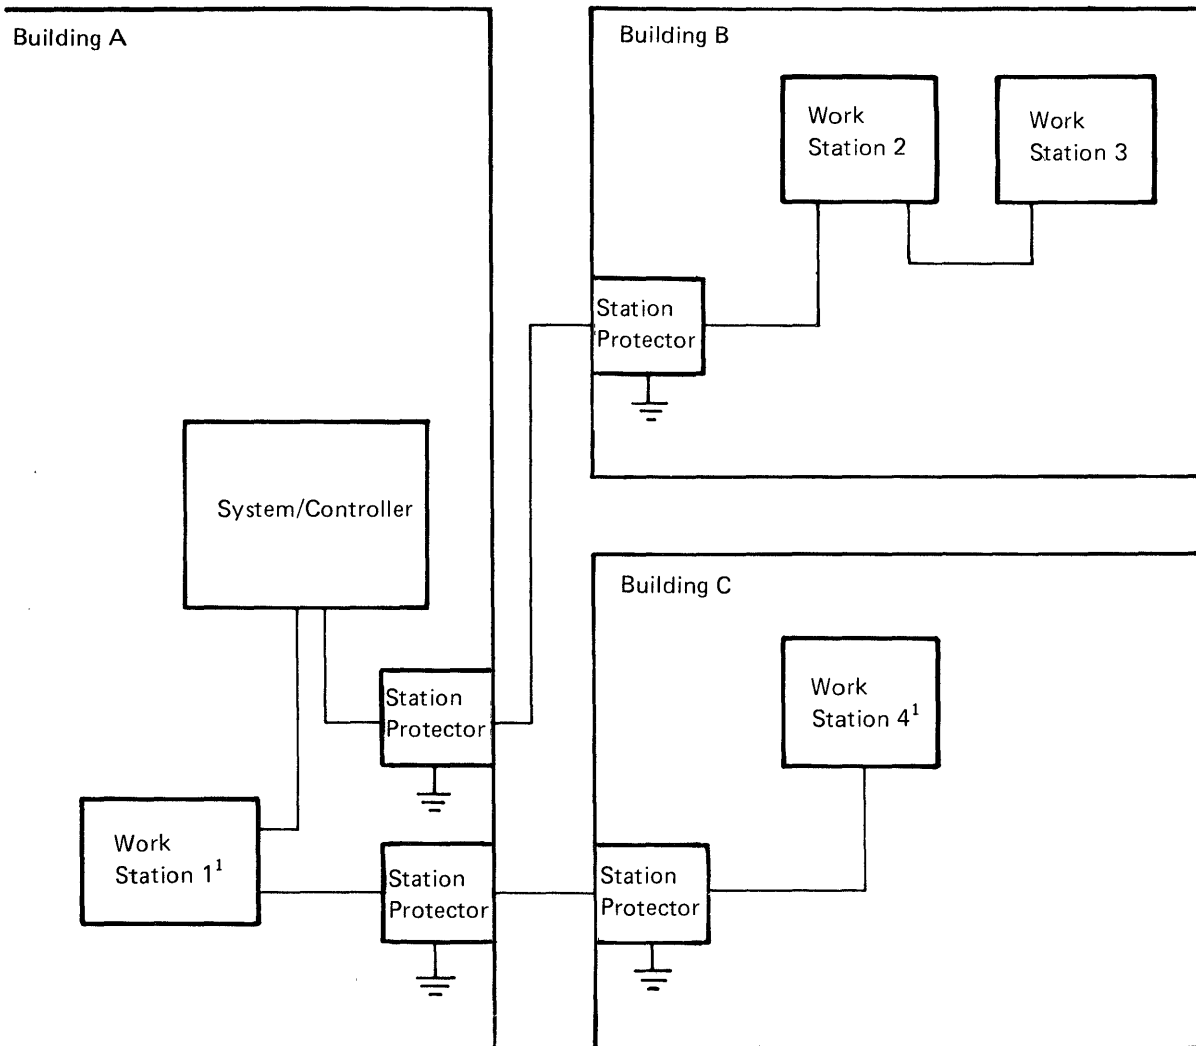 Building A
Building B
Work
Station 2
Work
Station 3
Station
Protector
System/Controller
Building C
Station
Protector
Work
Station 4¹
Work
Station 1¹
Station
Protector
Station
Protector